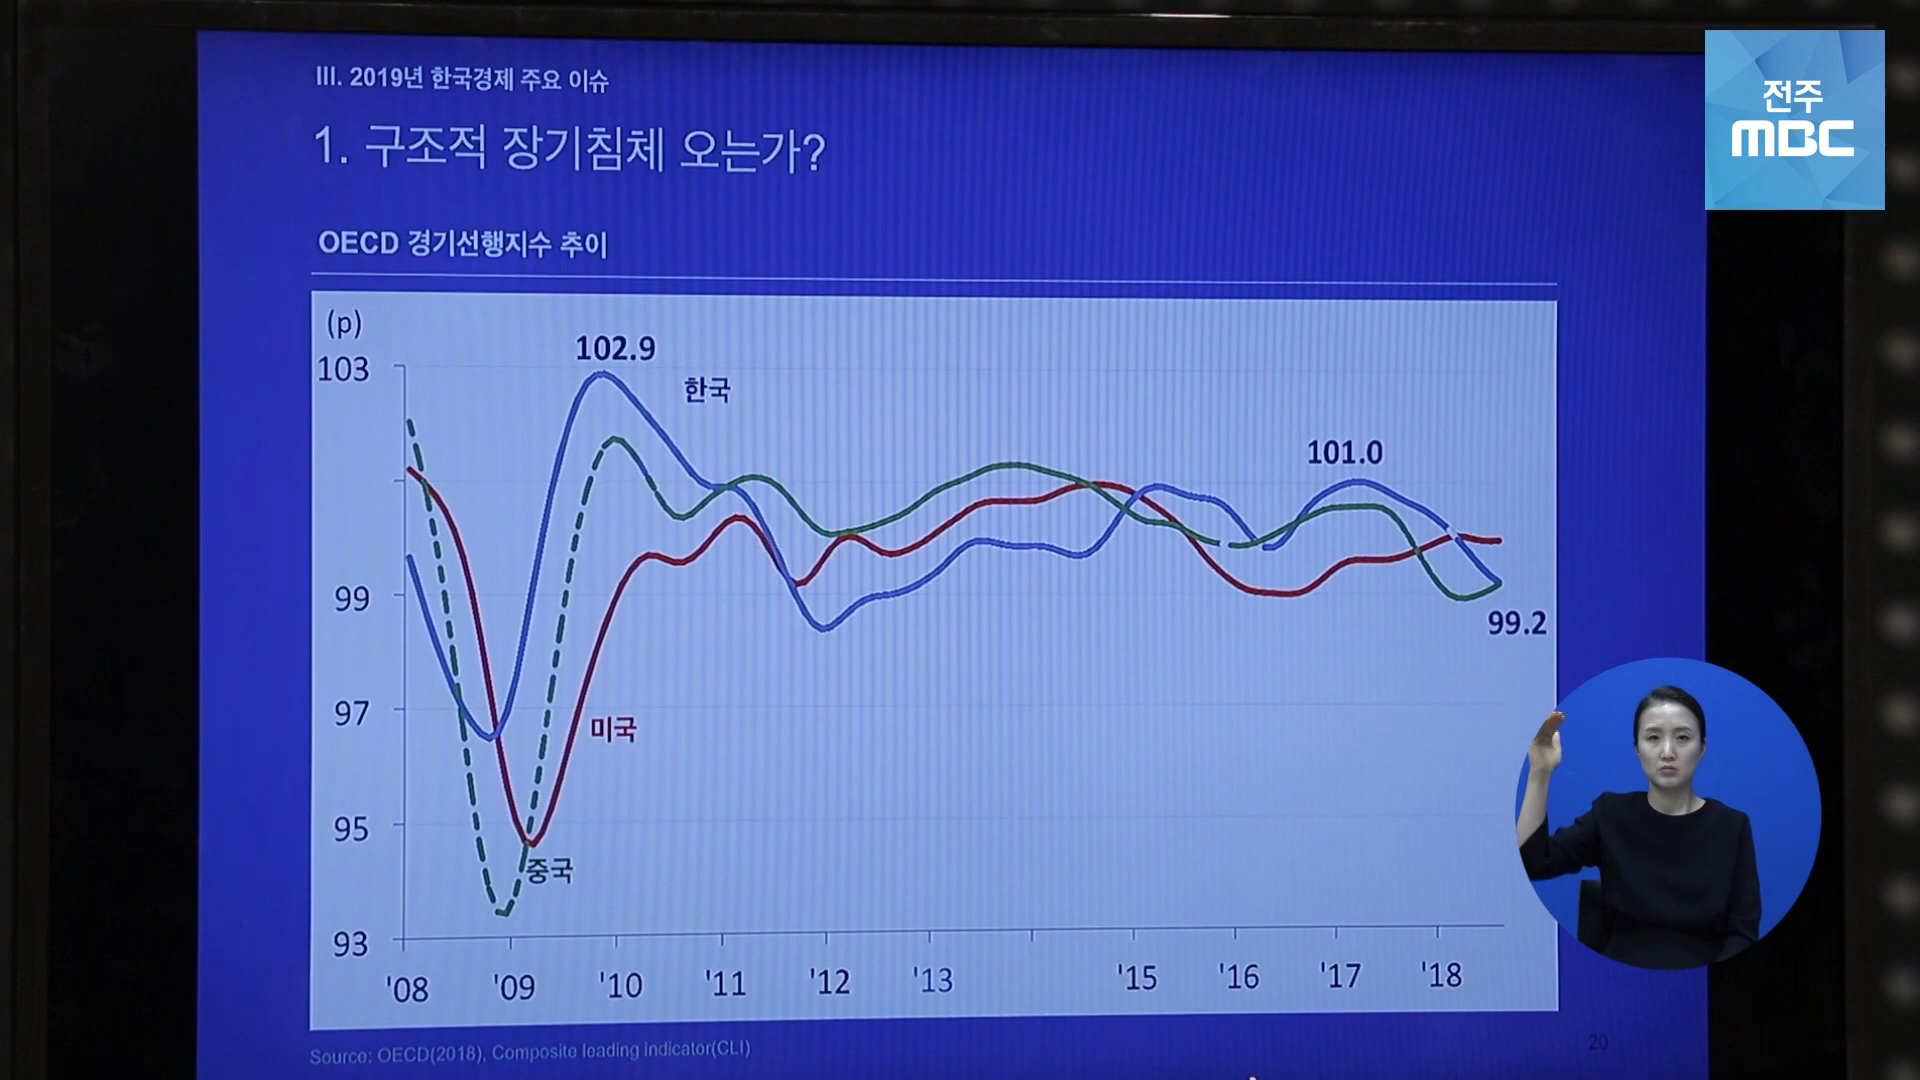 III. 2019년 한국경제 주요 이슈
1. 구조적 장기침체 오는가?
OECD 경기선행지수 추이
(p)
103
99
97
95
93
102.9
한국
101.0
99.2
미국
중국
'08 '09 '10 '11 '12 '13 '15 '16 '17 '18
Source: OECD(2018), Composite leading indicator(CLI)
20
전주
MBC